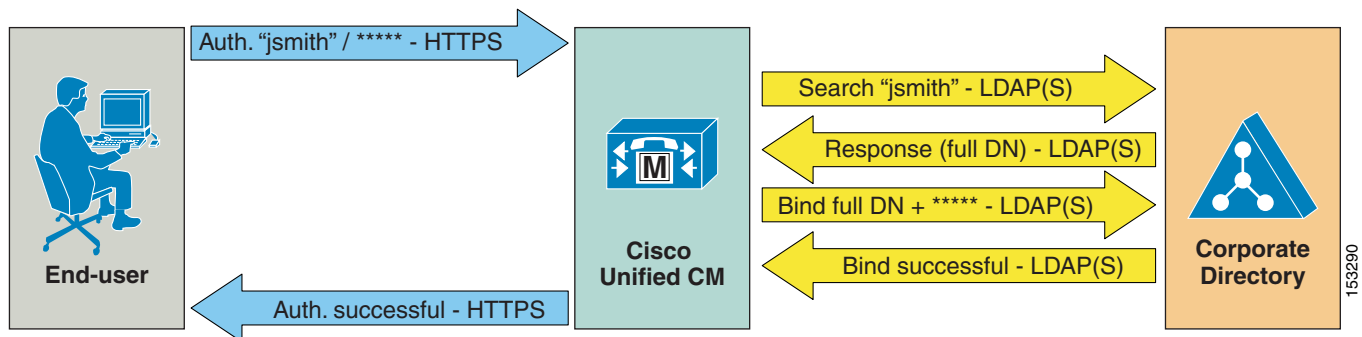 Auth. “jsmith” / ***** - HTTPS
Search “jsmith” - LDAP(S)
Response (full DN) - LDAP(S)
M
Bind full DN + ***** - LDAP(S)
Bind successful - LDAP(S)
End-user
Cisco
Unified CM
Corporate
Directory
Auth. successful - HTTPS
153290